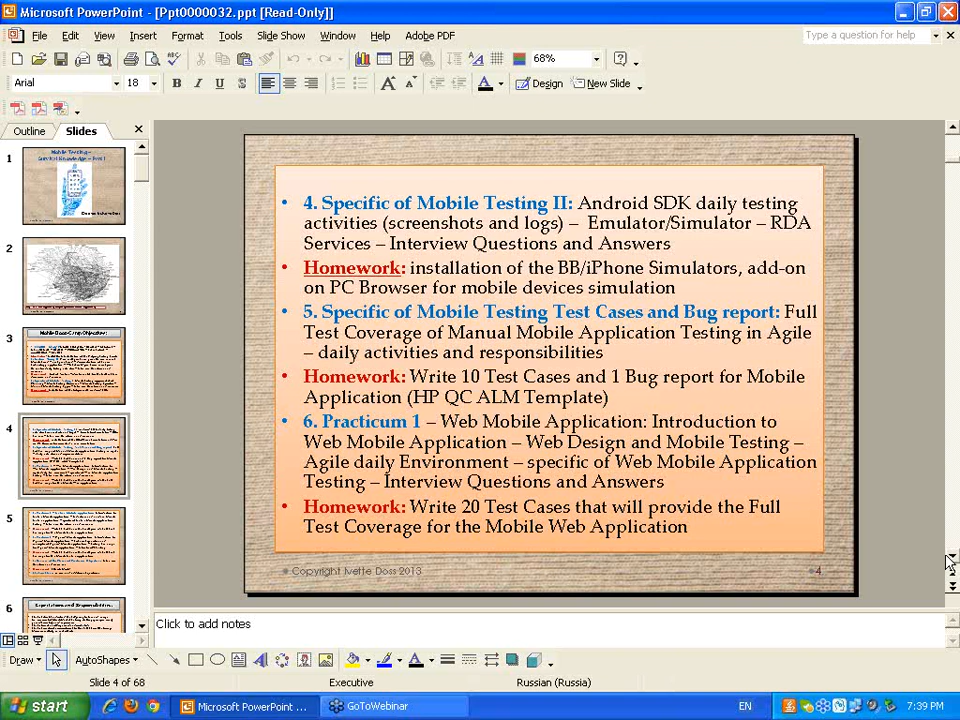 Microsoft PowerPoint - [Ppt0000032.ppt [Read-Only]]
File Edit View Insert Format Tools Slide Show Window Help Adobe PDF
Type a question for help
68%
Arial 18 B I U S A A A Design New Slide
Outline Slides
1
Mobile Testing –
2
3
4
5
6
• 4. Specific of Mobile Testing II: Android SDK daily testing
activities (screenshots and logs) – Emulator/Simulator – RDA
Services – Interview Questions and Answers
• Homework: installation of the BB/iPhone Simulators, add-on
on PC Browser for mobile devices simulation
• 5. Specific of Mobile Testing Test Cases and Bug report: Full
Test Coverage of Manual Mobile Application Testing in Agile
– daily activities and responsibilities
• Homework: Write 10 Test Cases and 1 Bug report for Mobile
Application (HP QC ALM Template)
• 6. Practicum 1 – Web Mobile Application: Introduction to
Web Mobile Application – Web Design and Mobile Testing –
Agile daily Environment – specific of Web Mobile Application
Testing – Interview Questions and Answers
• Homework: Write 20 Test Cases that will provide the Full
Test Coverage for the Mobile Web Application
Copyright Ivette Doss 2013
4
Click to add notes
Draw AutoShapes
Slide 4 of 68 Executive Russian (Russia)
start Microsoft PowerPoint ... GoToWebinar EN 7:39 PM